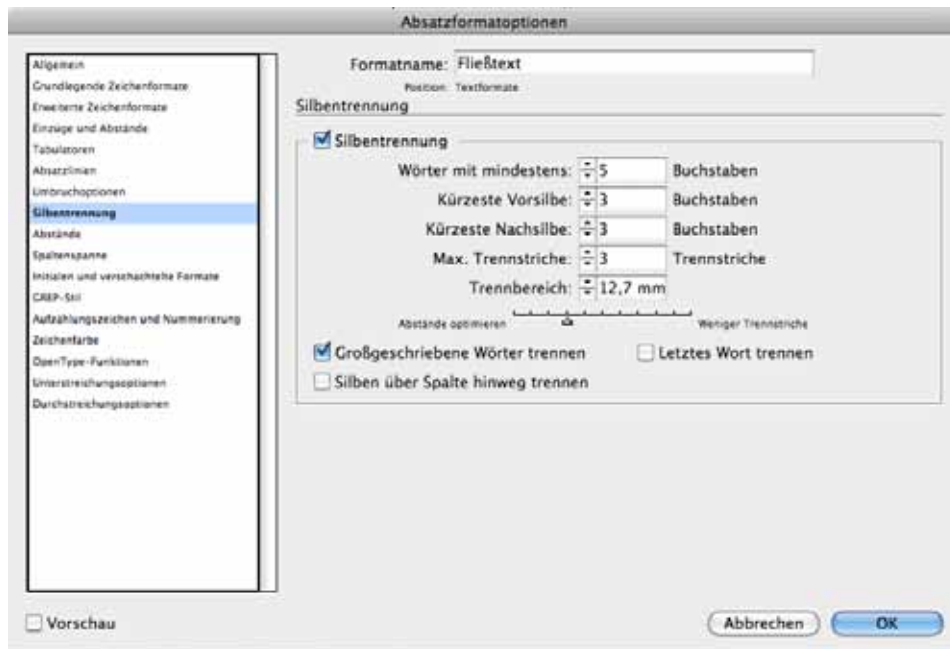 Absatzformatoptionen
Allgemein
Grundlegende Zeichenformate
Erweiterte Zeichenformate
Einzüge und Abstände
Tabulatoren
Absatzlinien
Umbruchoptionen
Silbentrennung
Abstände
Spaltenspanne
Initialen und verschachtelte Formate
GREP-Stil
Aufzählungszeichen und Nummerierung
Zeichenfarbe
OpenType-Funktionen
Unterstreichungsoptionen
Durchstreichungsoptionen
Formatname: Fließtext
Position: Textformate
Silbentrennung
Silbentrennung
Wörter mit mindestens: 5 Buchstaben
Kürzeste Vorsilbe: 3 Buchstaben
Kürzeste Nachsilbe: 3 Buchstaben
Max. Trennstriche: 3 Trennstriche
Trennbereich: 12,7 mm
Abstände optimieren Weniger Trennstriche
Großgeschriebene Wörter trennen Letztes Wort trennen
Silben über Spalte hinweg trennen
Vorschau Abbrechen OK